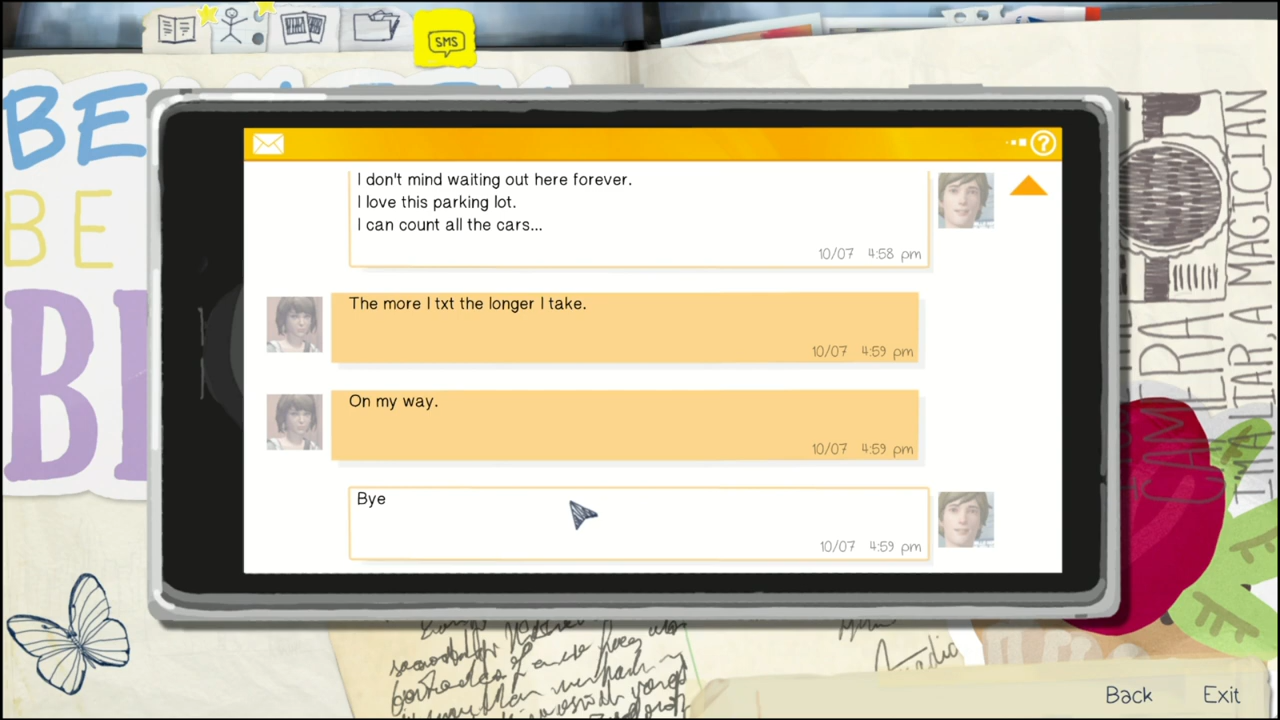 SMS
BE
BE
I don't mind waiting out here forever.
I love this parking lot.
I can count all the cars...
10/07 4:58 pm
The more I txt the longer I take.
10/07 4:59 pm
On my way.
10/07 4:59 pm
Bye
10/07 4:59 pm
CAMERA
LIAR, A MAGICIAN
Back
Exit